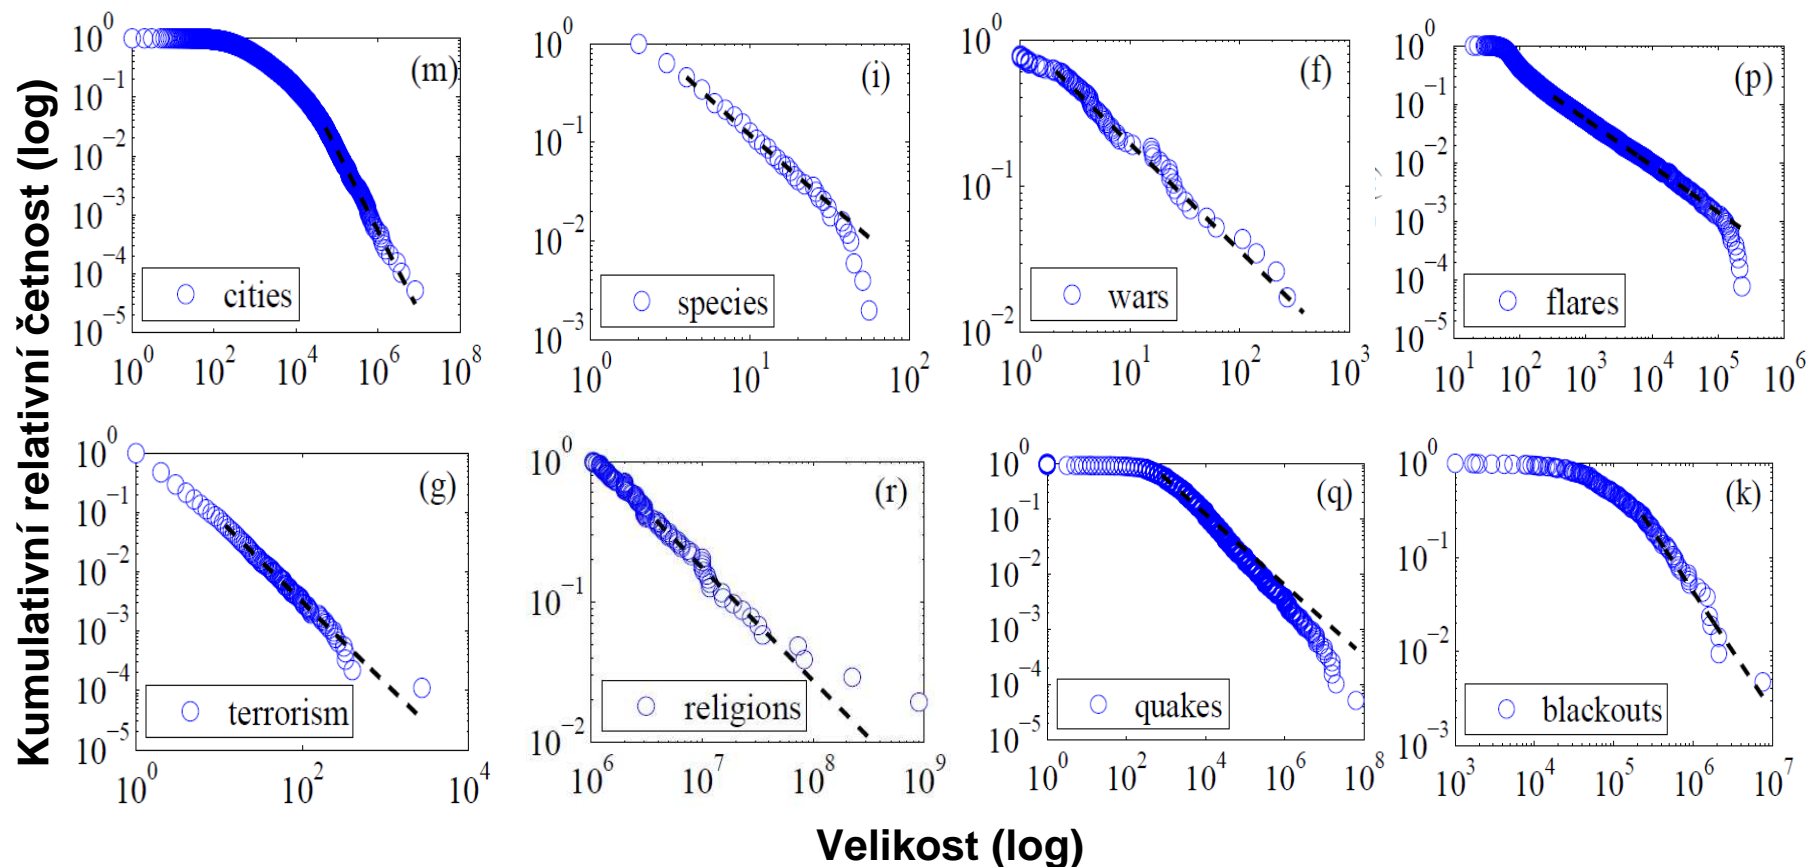 Kumulativní relativní četnost (log)
10^0
10^−1
10^−2
10^−3
10^−4
10^−5
(m)
cities
10^0 10^2 10^4 10^6 10^8
10^0
10^−1
10^−2
10^−3
(i)
species
10^0 10^1 10^2
10^0
10^−1
10^−2
(f)
wars
10^0 10^1 10^2 10^3
10^0
10^−1
10^−2
10^−3
10^−4
10^−5
(p)
flares
10^1 10^2 10^3 10^4 10^5 10^6
10^0
10^−1
10^−2
10^−3
10^−4
10^−5
(g)
terrorism
10^0 10^2 10^4
10^0
10^−1
10^−2
(r)
religions
10^6 10^7 10^8 10^9
10^0
10^−1
10^−2
10^−3
10^−4
10^−5
(q)
quakes
10^0 10^2 10^4 10^6 10^8
10^0
10^−1
10^−2
10^−3
(k)
blackouts
10^3 10^4 10^5 10^6 10^7
Velikost (log)